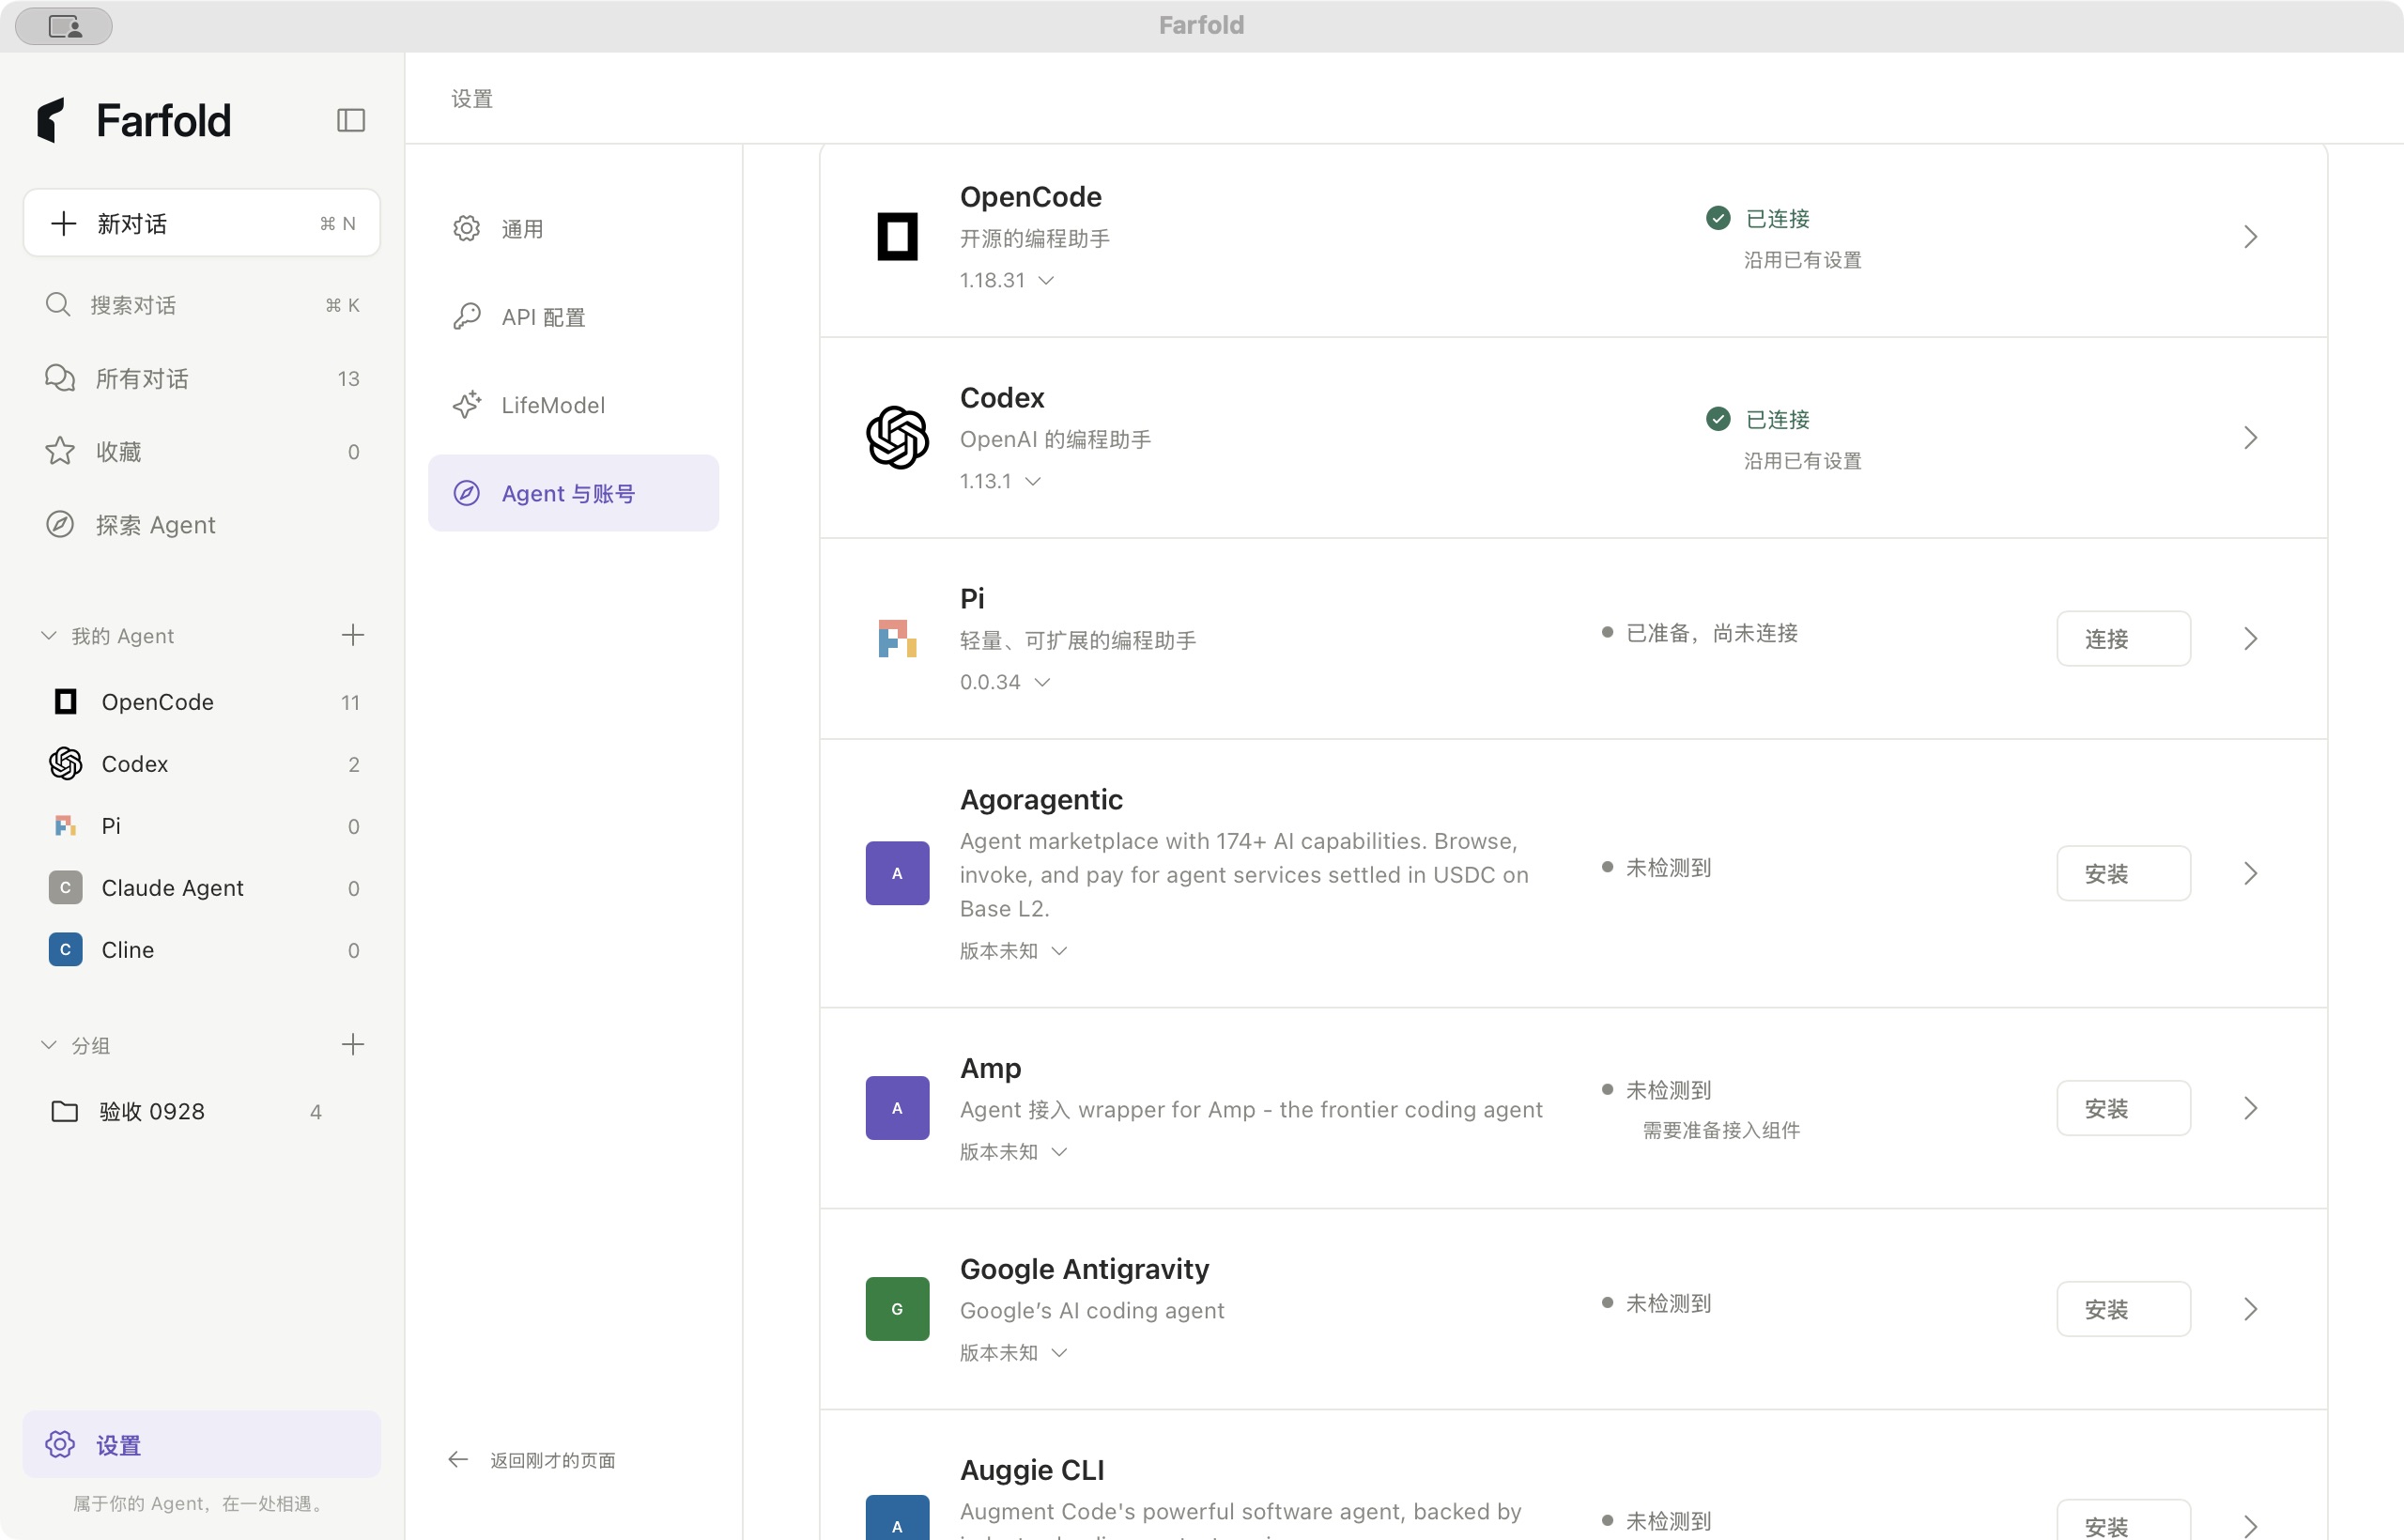 Farfold
Farfold
新对话
⌘ N
搜索对话
⌘ K
所有对话
13
收藏
0
探索 Agent
我的 Agent
OpenCode
11
Codex
2
Pi
0
C
Claude Agent
0
C
Cline
0
分组
验收 0928
4
设置
属于你的 Agent，在一处相遇。
设置
通用
API 配置
LifeModel
Agent 与账号
返回刚才的页面
OpenCode
开源的编程助手
1.18.31
已连接
沿用已有设置
Codex
OpenAI 的编程助手
1.13.1
已连接
沿用已有设置
Pi
轻量、可扩展的编程助手
0.0.34
已准备，尚未连接
连接
A
Agoragentic
Agent marketplace with 174+ AI capabilities. Browse,
invoke, and pay for agent services settled in USDC on
Base L2.
版本未知
未检测到
安装
A
Amp
Agent 接入 wrapper for Amp - the frontier coding agent
版本未知
未检测到
需要准备接入组件
安装
G
Google Antigravity
Google’s AI coding agent
版本未知
未检测到
安装
A
Auggie CLI
Augment Code's powerful software agent, backed by
未检测到
安装